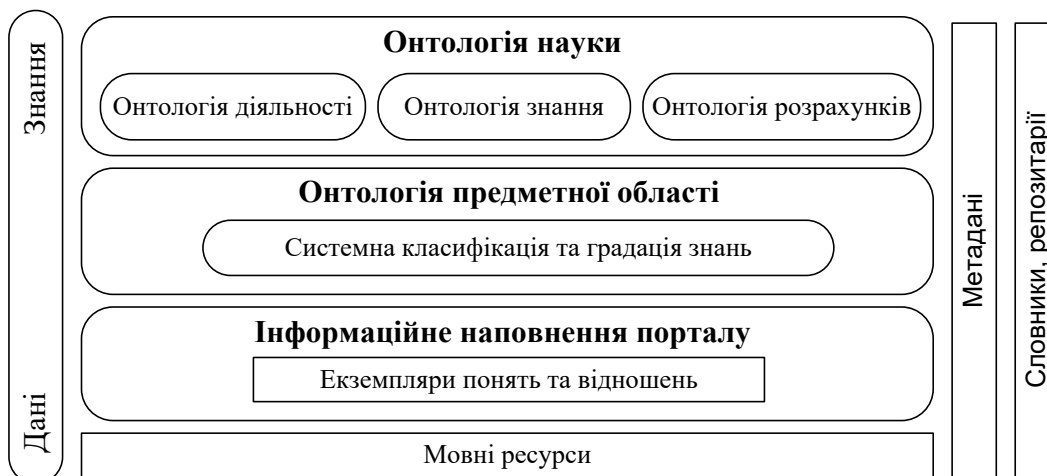 Знання
Дані
Онтологія науки
Онтологія діяльності
Онтологія знання
Онтологія розрахунків
Онтологія предметної області
Системна класифікація та градація знань
Інформаційне наповнення порталу
Екземпляри понять та відношень
Мовні ресурси
Метадані
Словники, репозитарії